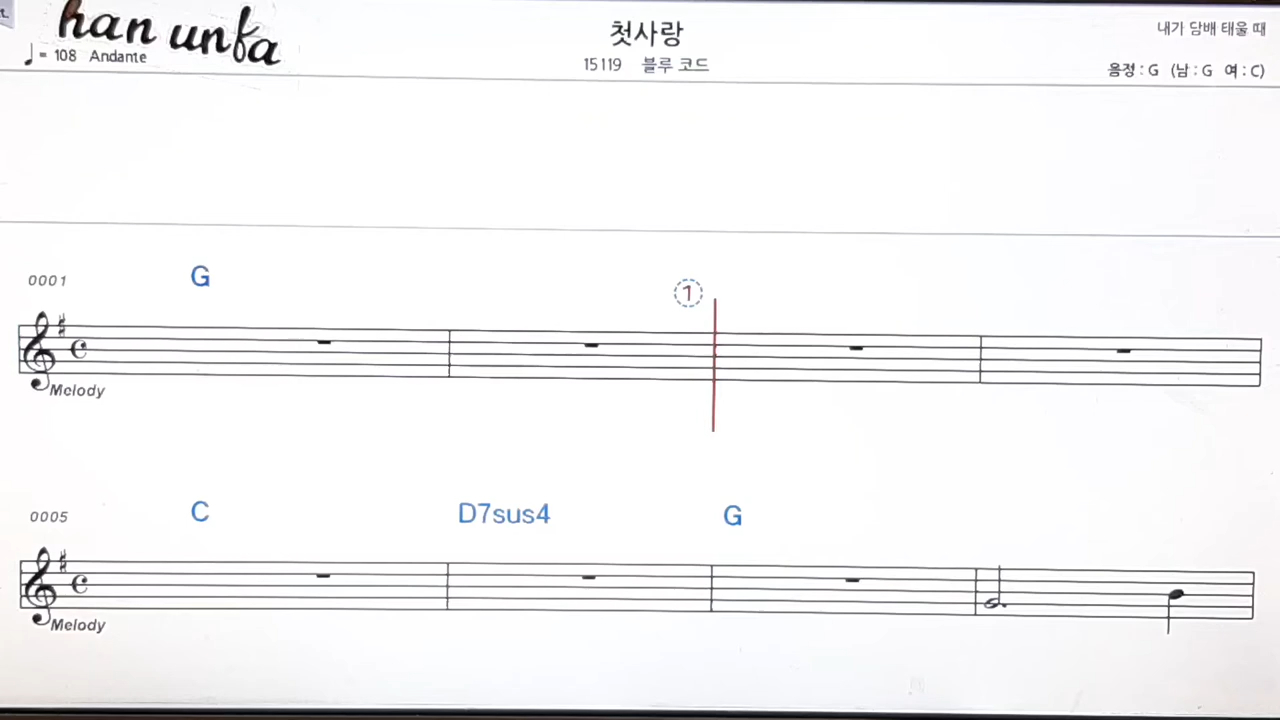 han unfa
♩= 108 Andante
첫사랑
15119 블루 코드
내가 담배 태울 때
음정 : G (남 : G 여 : C)
0001 G
1
Melody
0005 C D7sus4 G
Melody